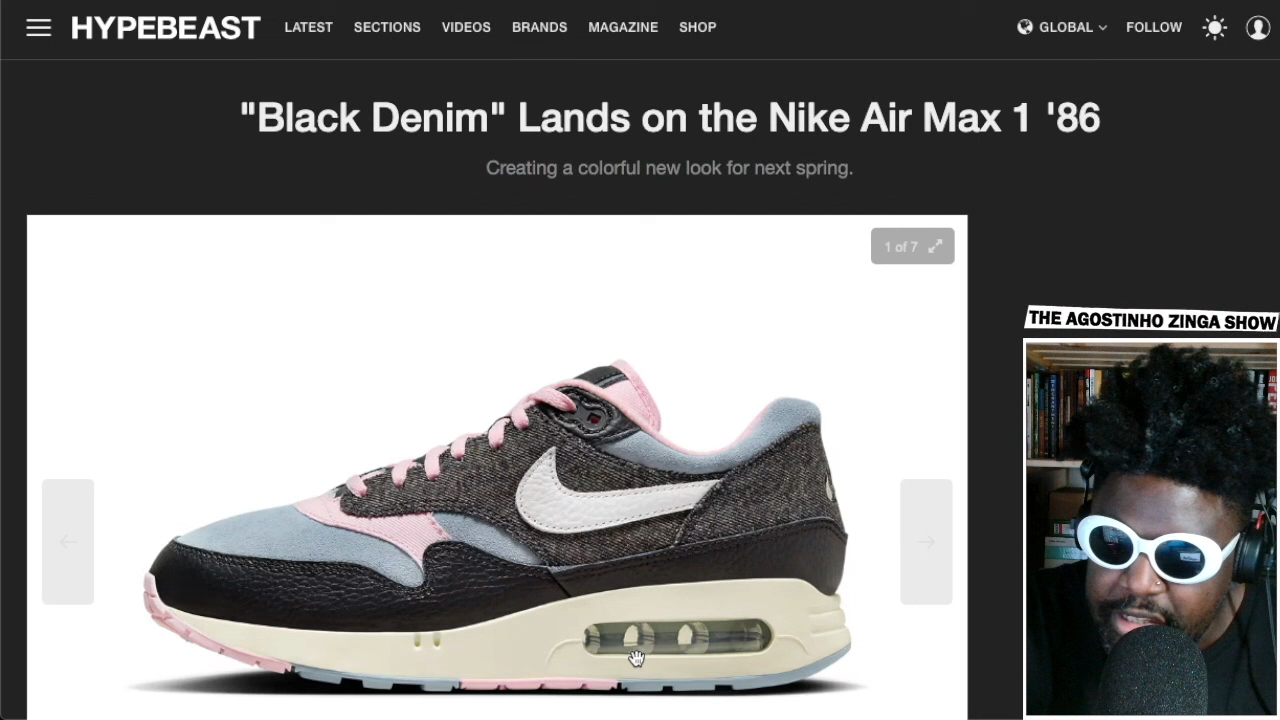 HYPEBEAST
LATEST SECTIONS VIDEOS BRANDS MAGAZINE SHOP
GLOBAL FOLLOW
"Black Denim" Lands on the Nike Air Max 1 '86
Creating a colorful new look for next spring.
1 of 7
THE AGOSTINHO ZINGA SHOW